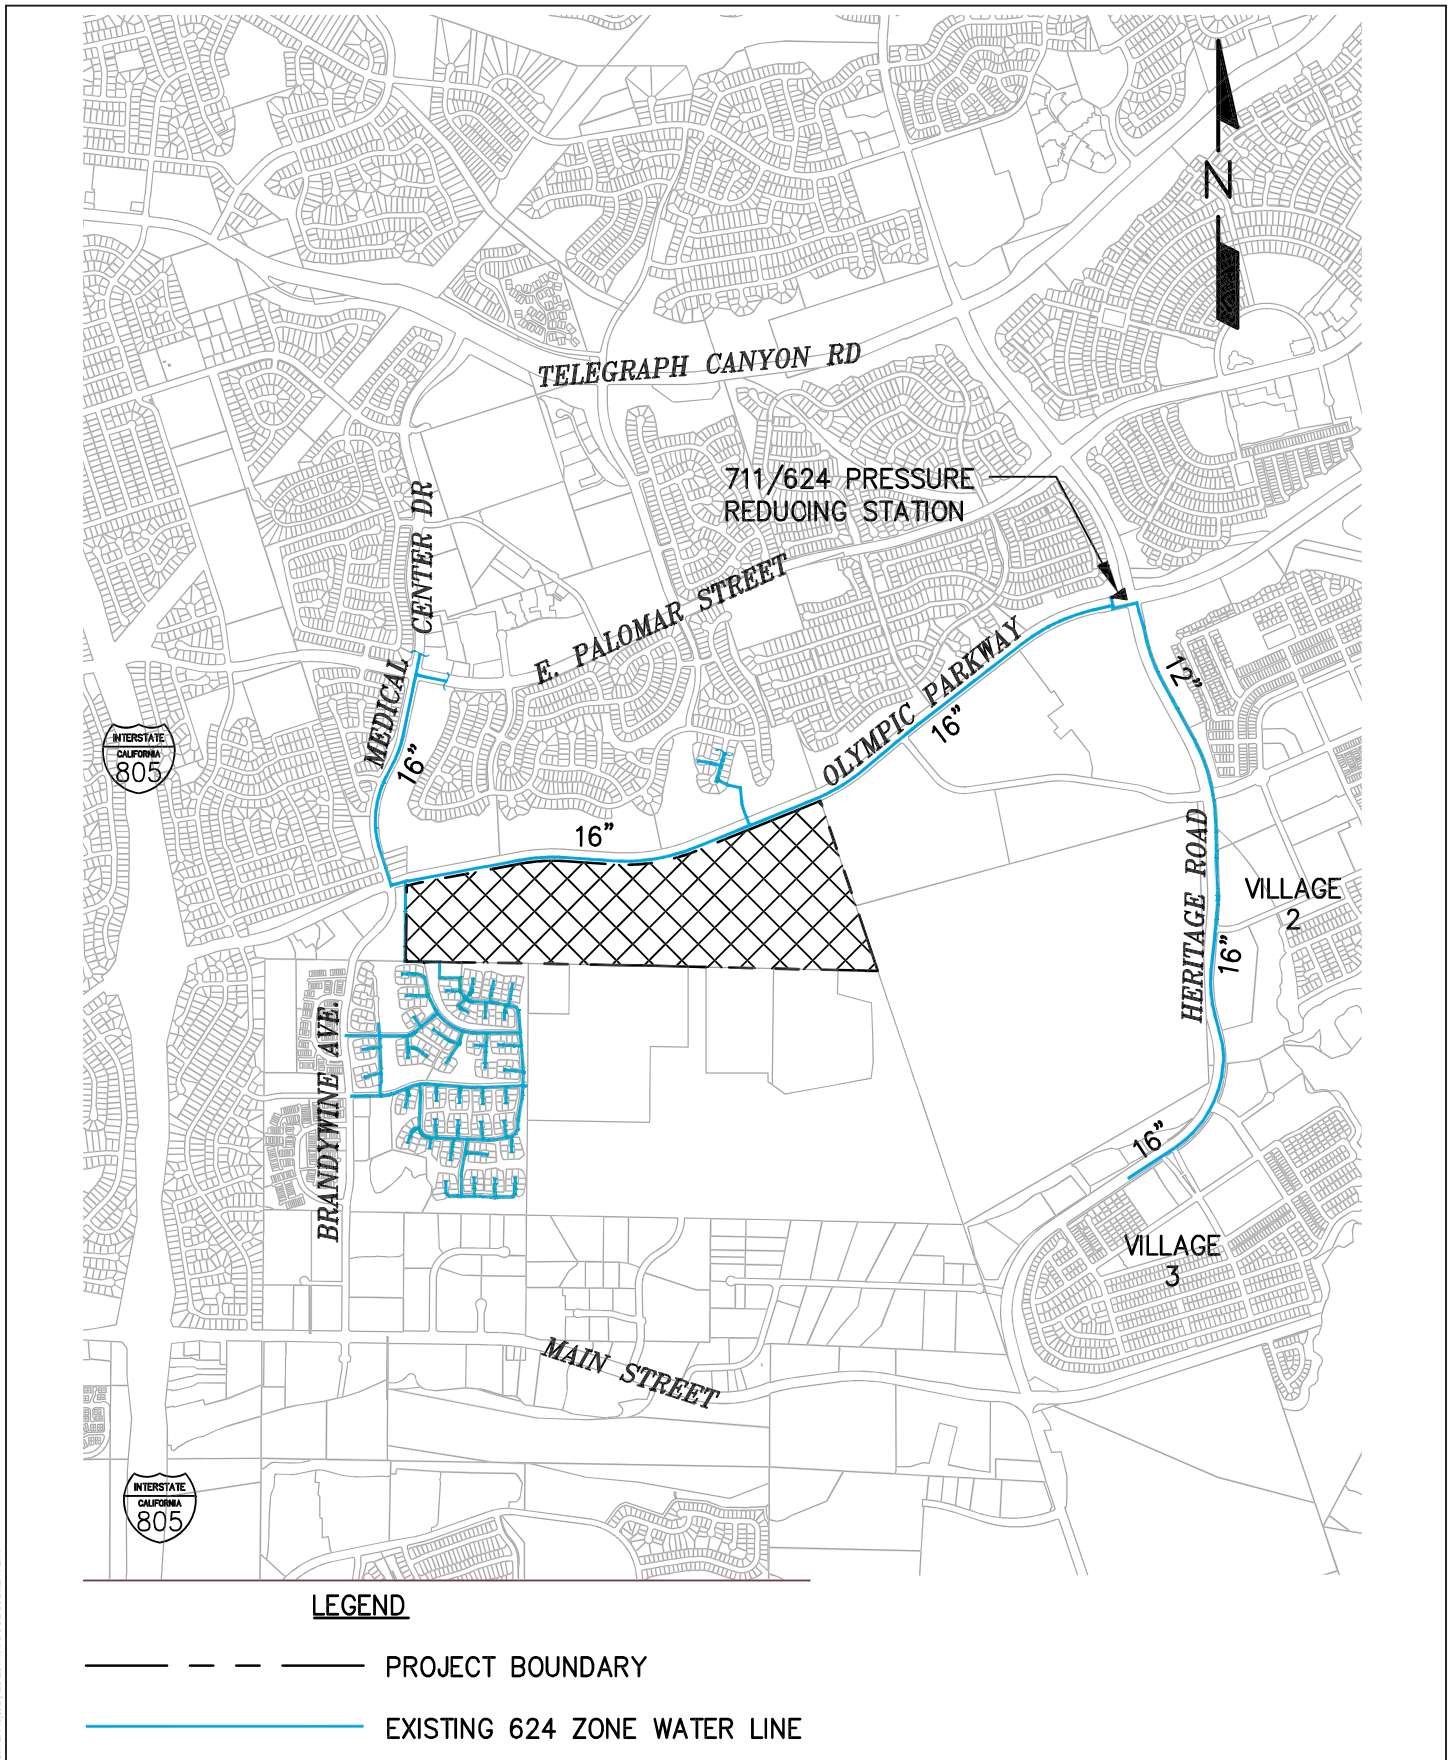 N
TELEGRAPH CANYON RD
711/624 PRESSURE
REDUCING STATION
MEDICAL CENTER DR
E. PALOMAR STREET
OLYMPIC PARKWAY
12"
16"
16"
16"
INTERSTATE
CALIFORNIA
805
HERITAGE ROAD
VILLAGE
2
16"
BRANDYWINE AVE.
16"
VILLAGE
3
MAIN STREET
INTERSTATE
CALIFORNIA
805
LEGEND
PROJECT BOUNDARY
EXISTING 624 ZONE WATER LINE